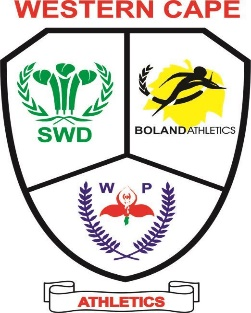 WESTERN CAPE
SWD
BOLANDATHLETICS
W P
ATHLETICS